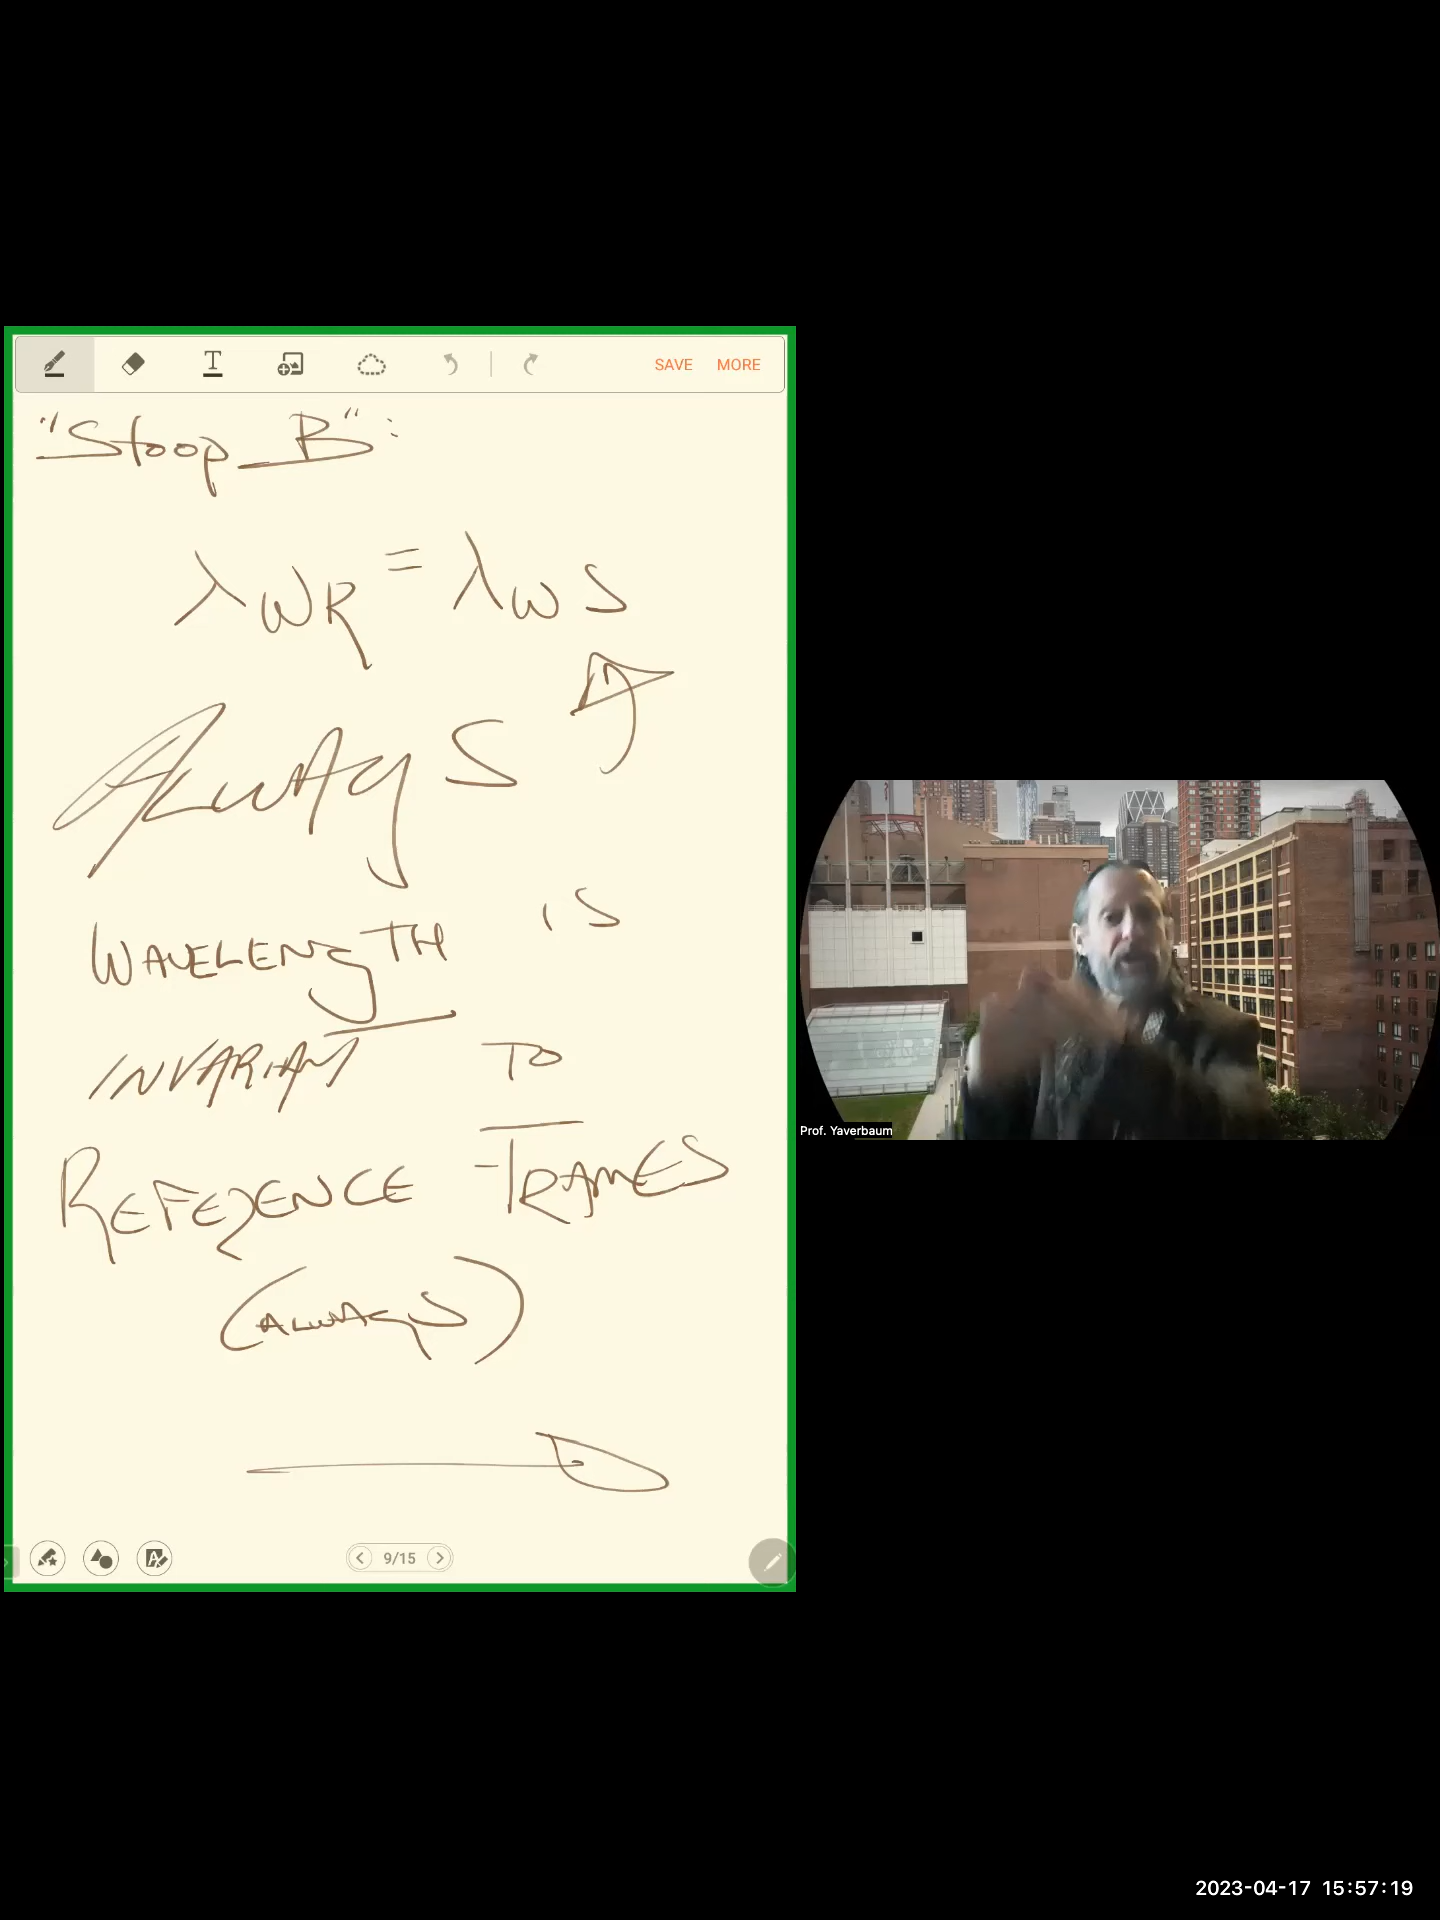 SAVE MORE
"Stoop B":
λWR = λWS
ALWAYS
WAVELENGTH IS
INVARIANT TO
REFERENCE FRAMES
(ALWAYS)
9/15
Prof. Yaverbaum
2023-04-17 15:57:19